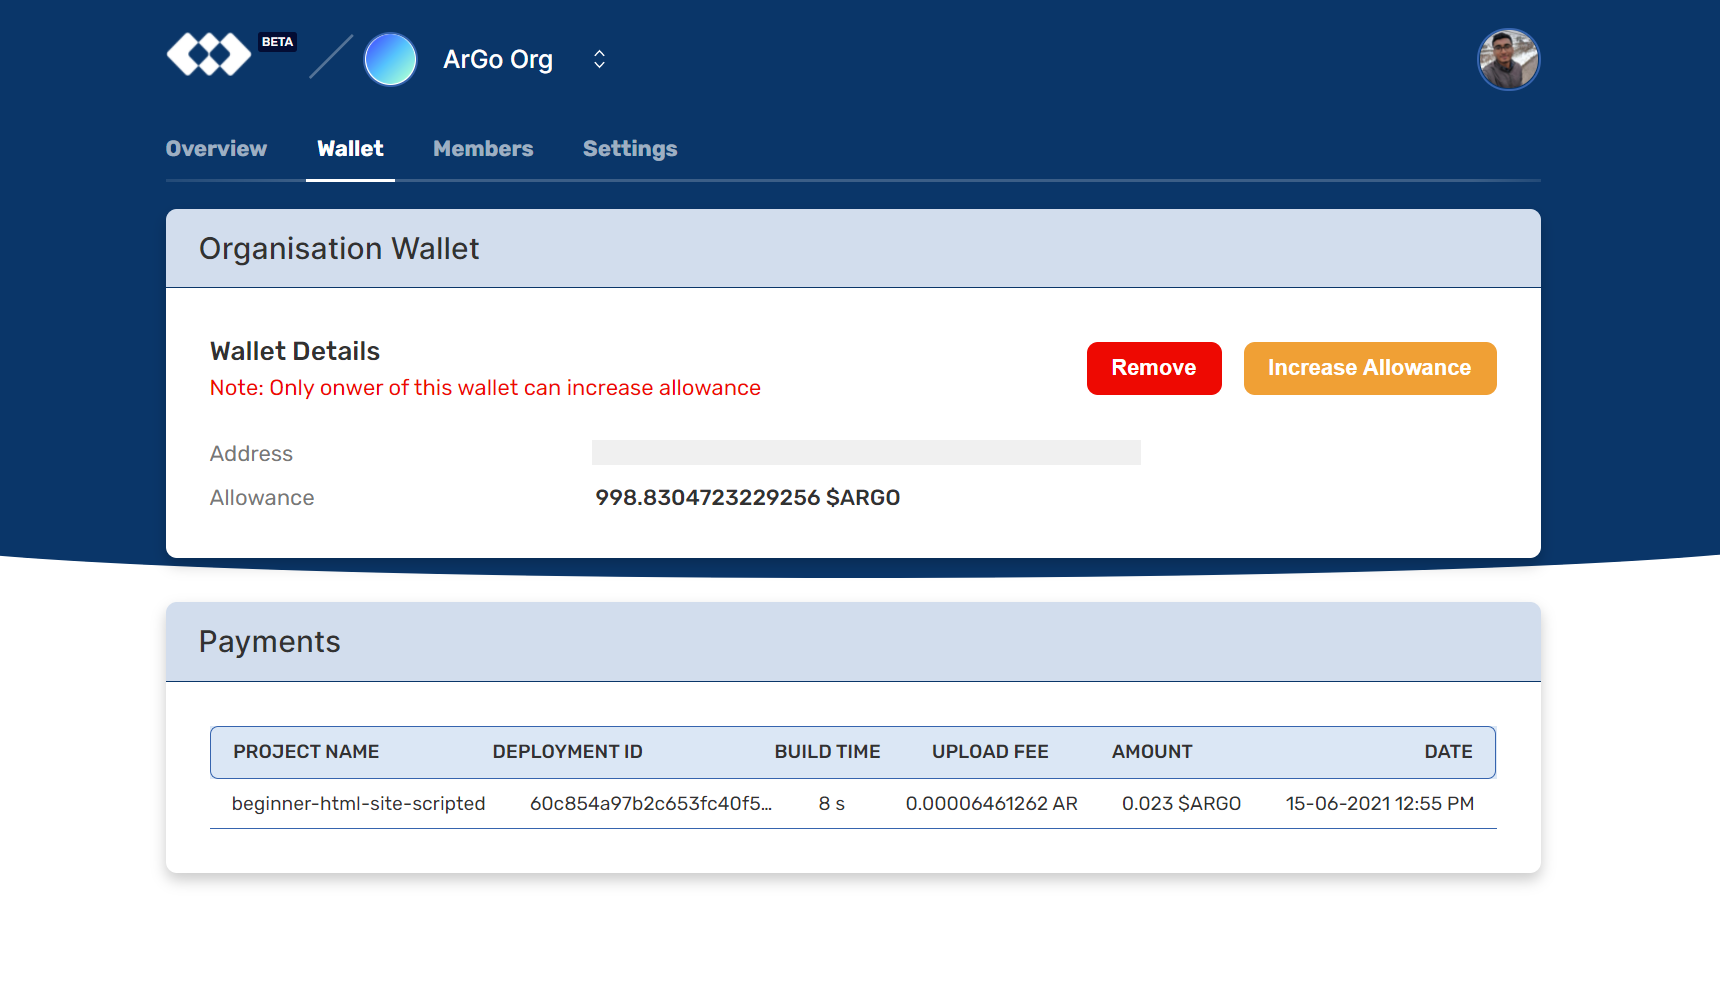 BETA
ArGo Org
Overview Wallet Members Settings
Organisation Wallet
Wallet Details
Note: Only onwer of this wallet can increase allowance
Remove
Increase Allowance
Address
Allowance 998.8304723229256 $ARGO
Payments
PROJECT NAME DEPLOYMENT ID BUILD TIME UPLOAD FEE AMOUNT DATE
beginner-html-site-scripted 60c854a97b2c653fc40f5... 8 s 0.00006461262 AR 0.023 $ARGO 15-06-2021 12:55 PM